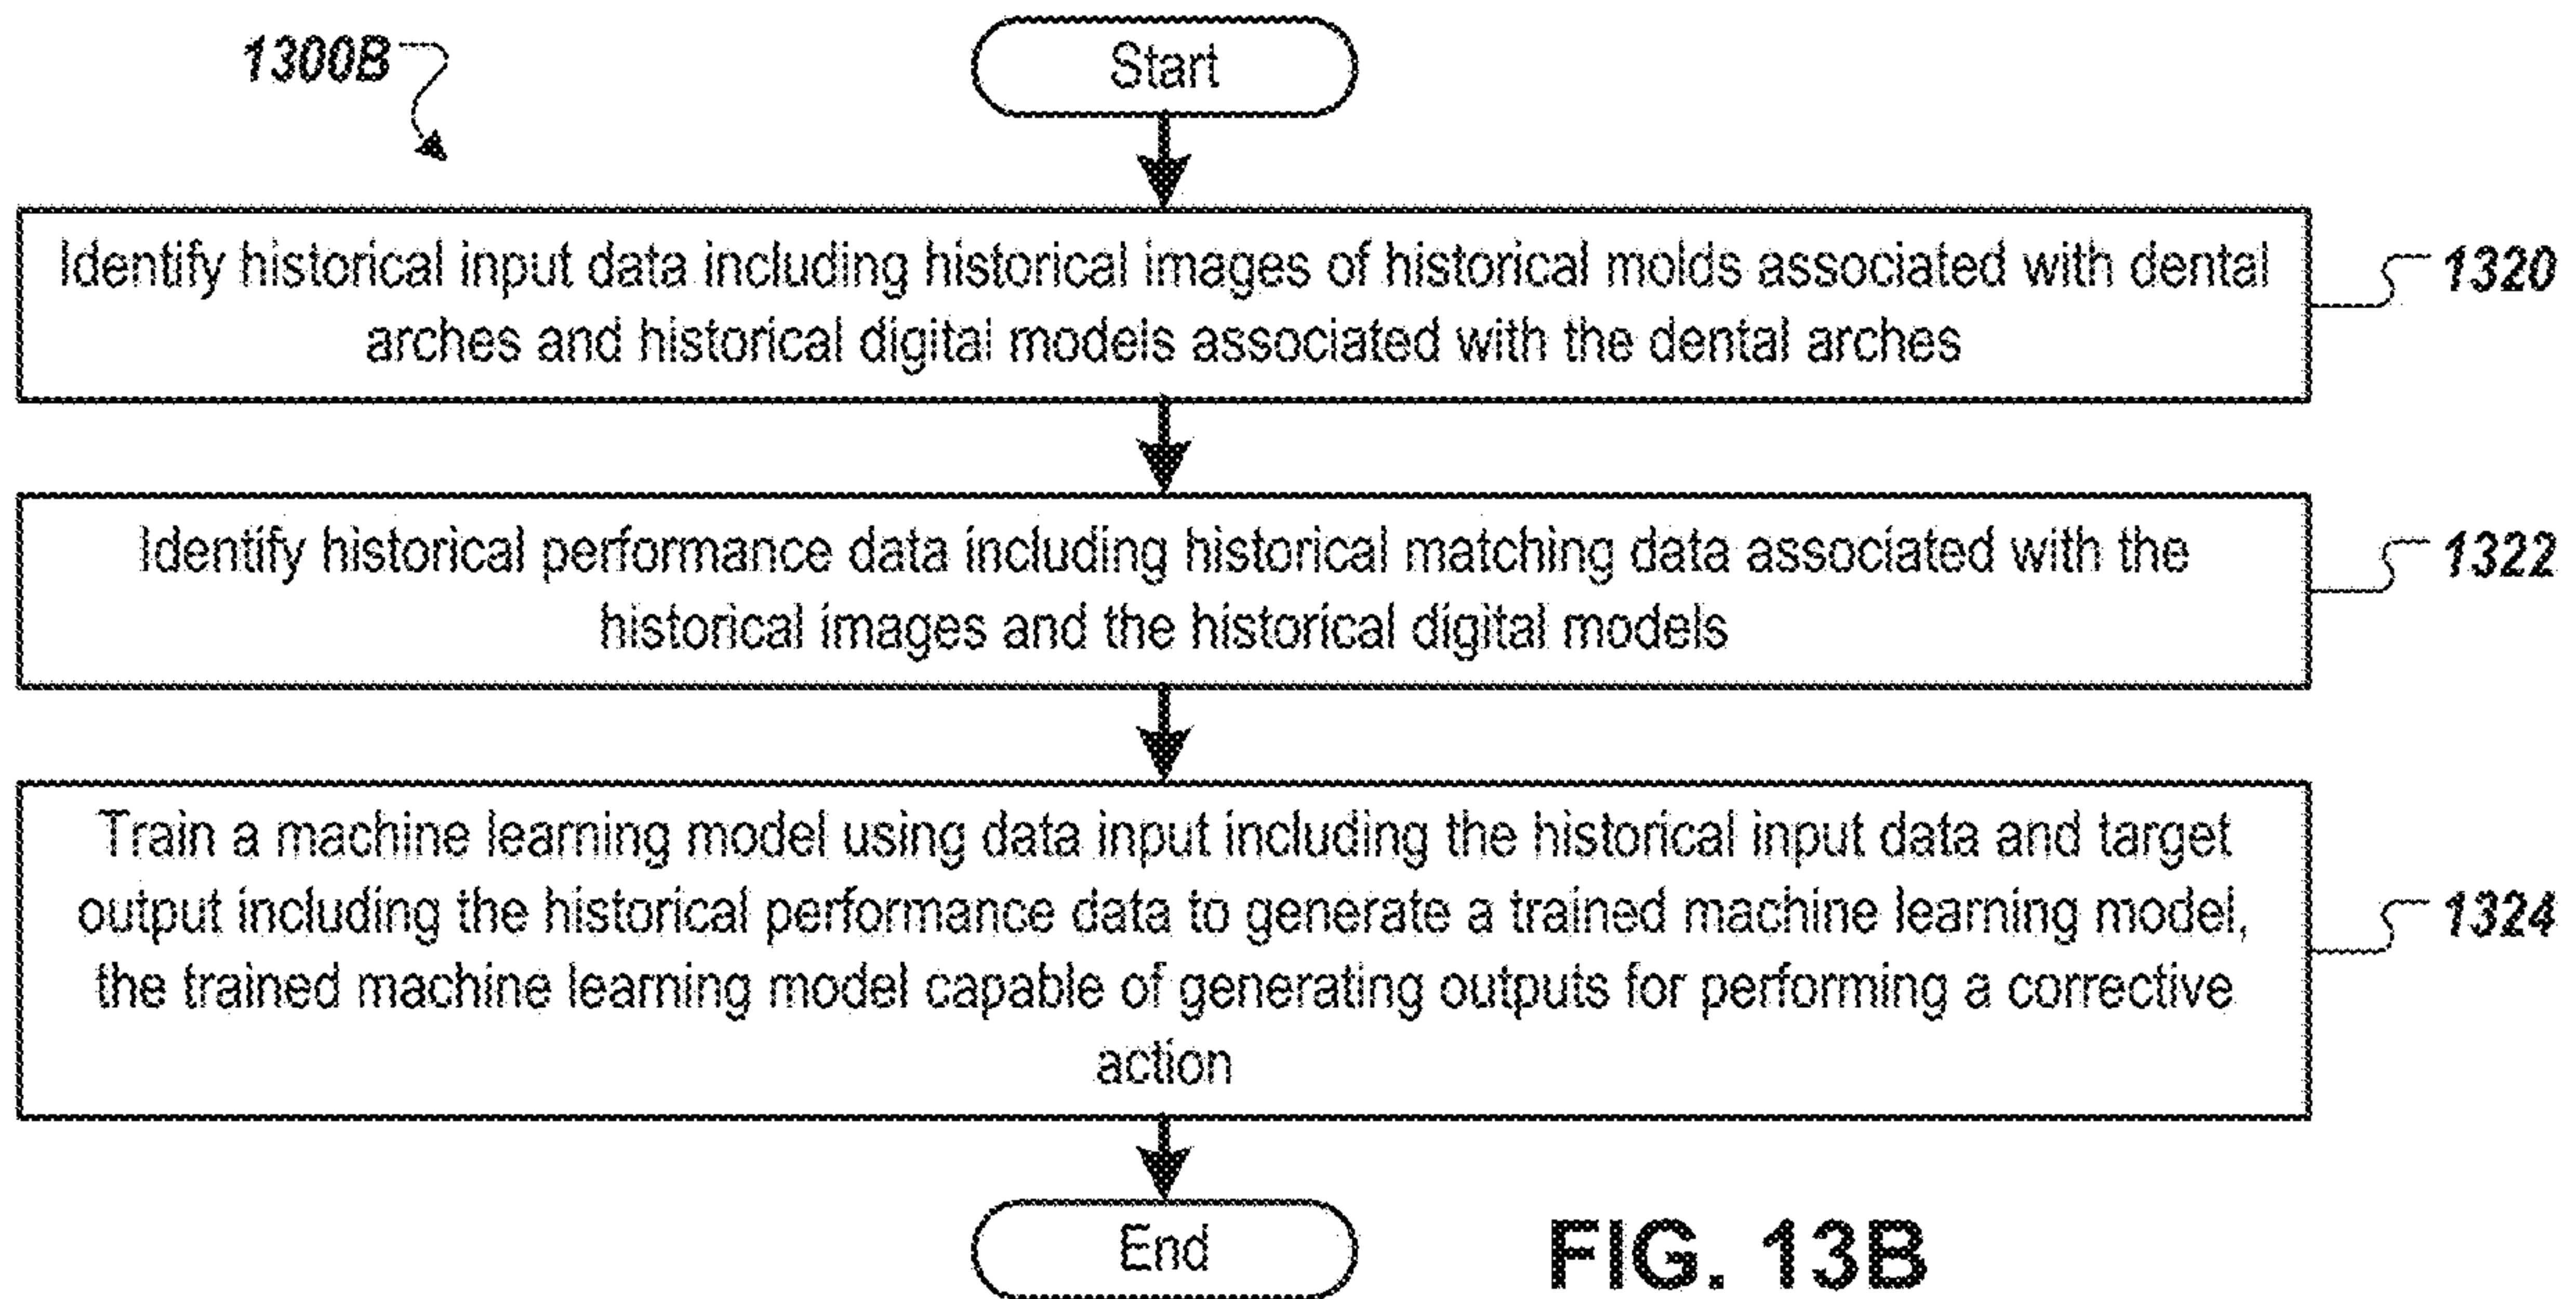 1300B
Start
Identify historical input data including historical images of historical molds associated with dental
arches and historical digital models associated with the dental arches
1320
Identify historical performance data including historical matching data associated with the
historical images and the historical digital models
1322
Train a machine learning model using data input including the historical input data and target
output including the historical performance data to generate a trained machine learning model,
the trained machine learning model capable of generating outputs for performing a corrective
action
1324
End
FIG. 13B